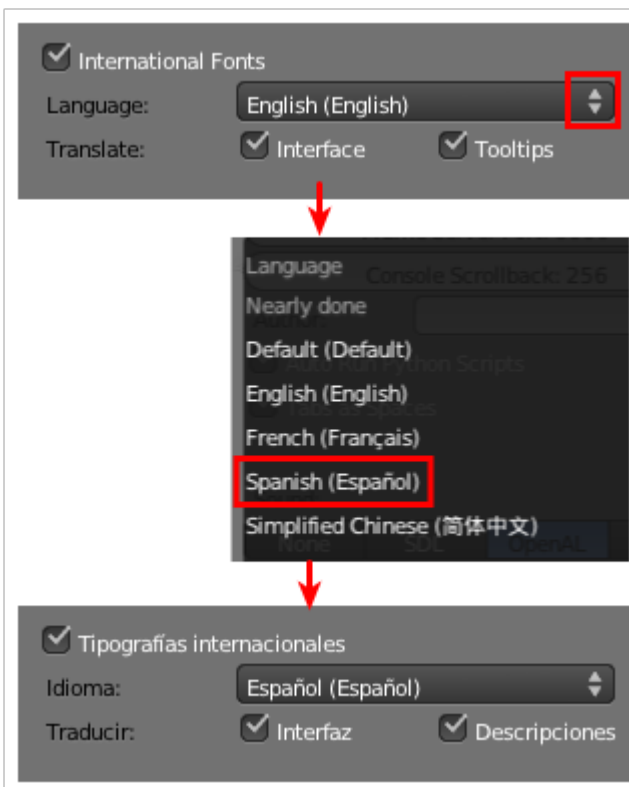 International Fonts
Language: English (English)
Translate: Interface Tooltips
Language
Console Scrollback: 256
Nearly done
Author:
Default (Default)
Auto Run Python Scripts
English (English)
Tabs as Spaces
French (Français)
Spanish (Español)
Simplified Chinese (简体中文)
None SDL OpenAL
Tipografías internacionales
Idioma: Español (Español)
Traducir: Interfaz Descripciones